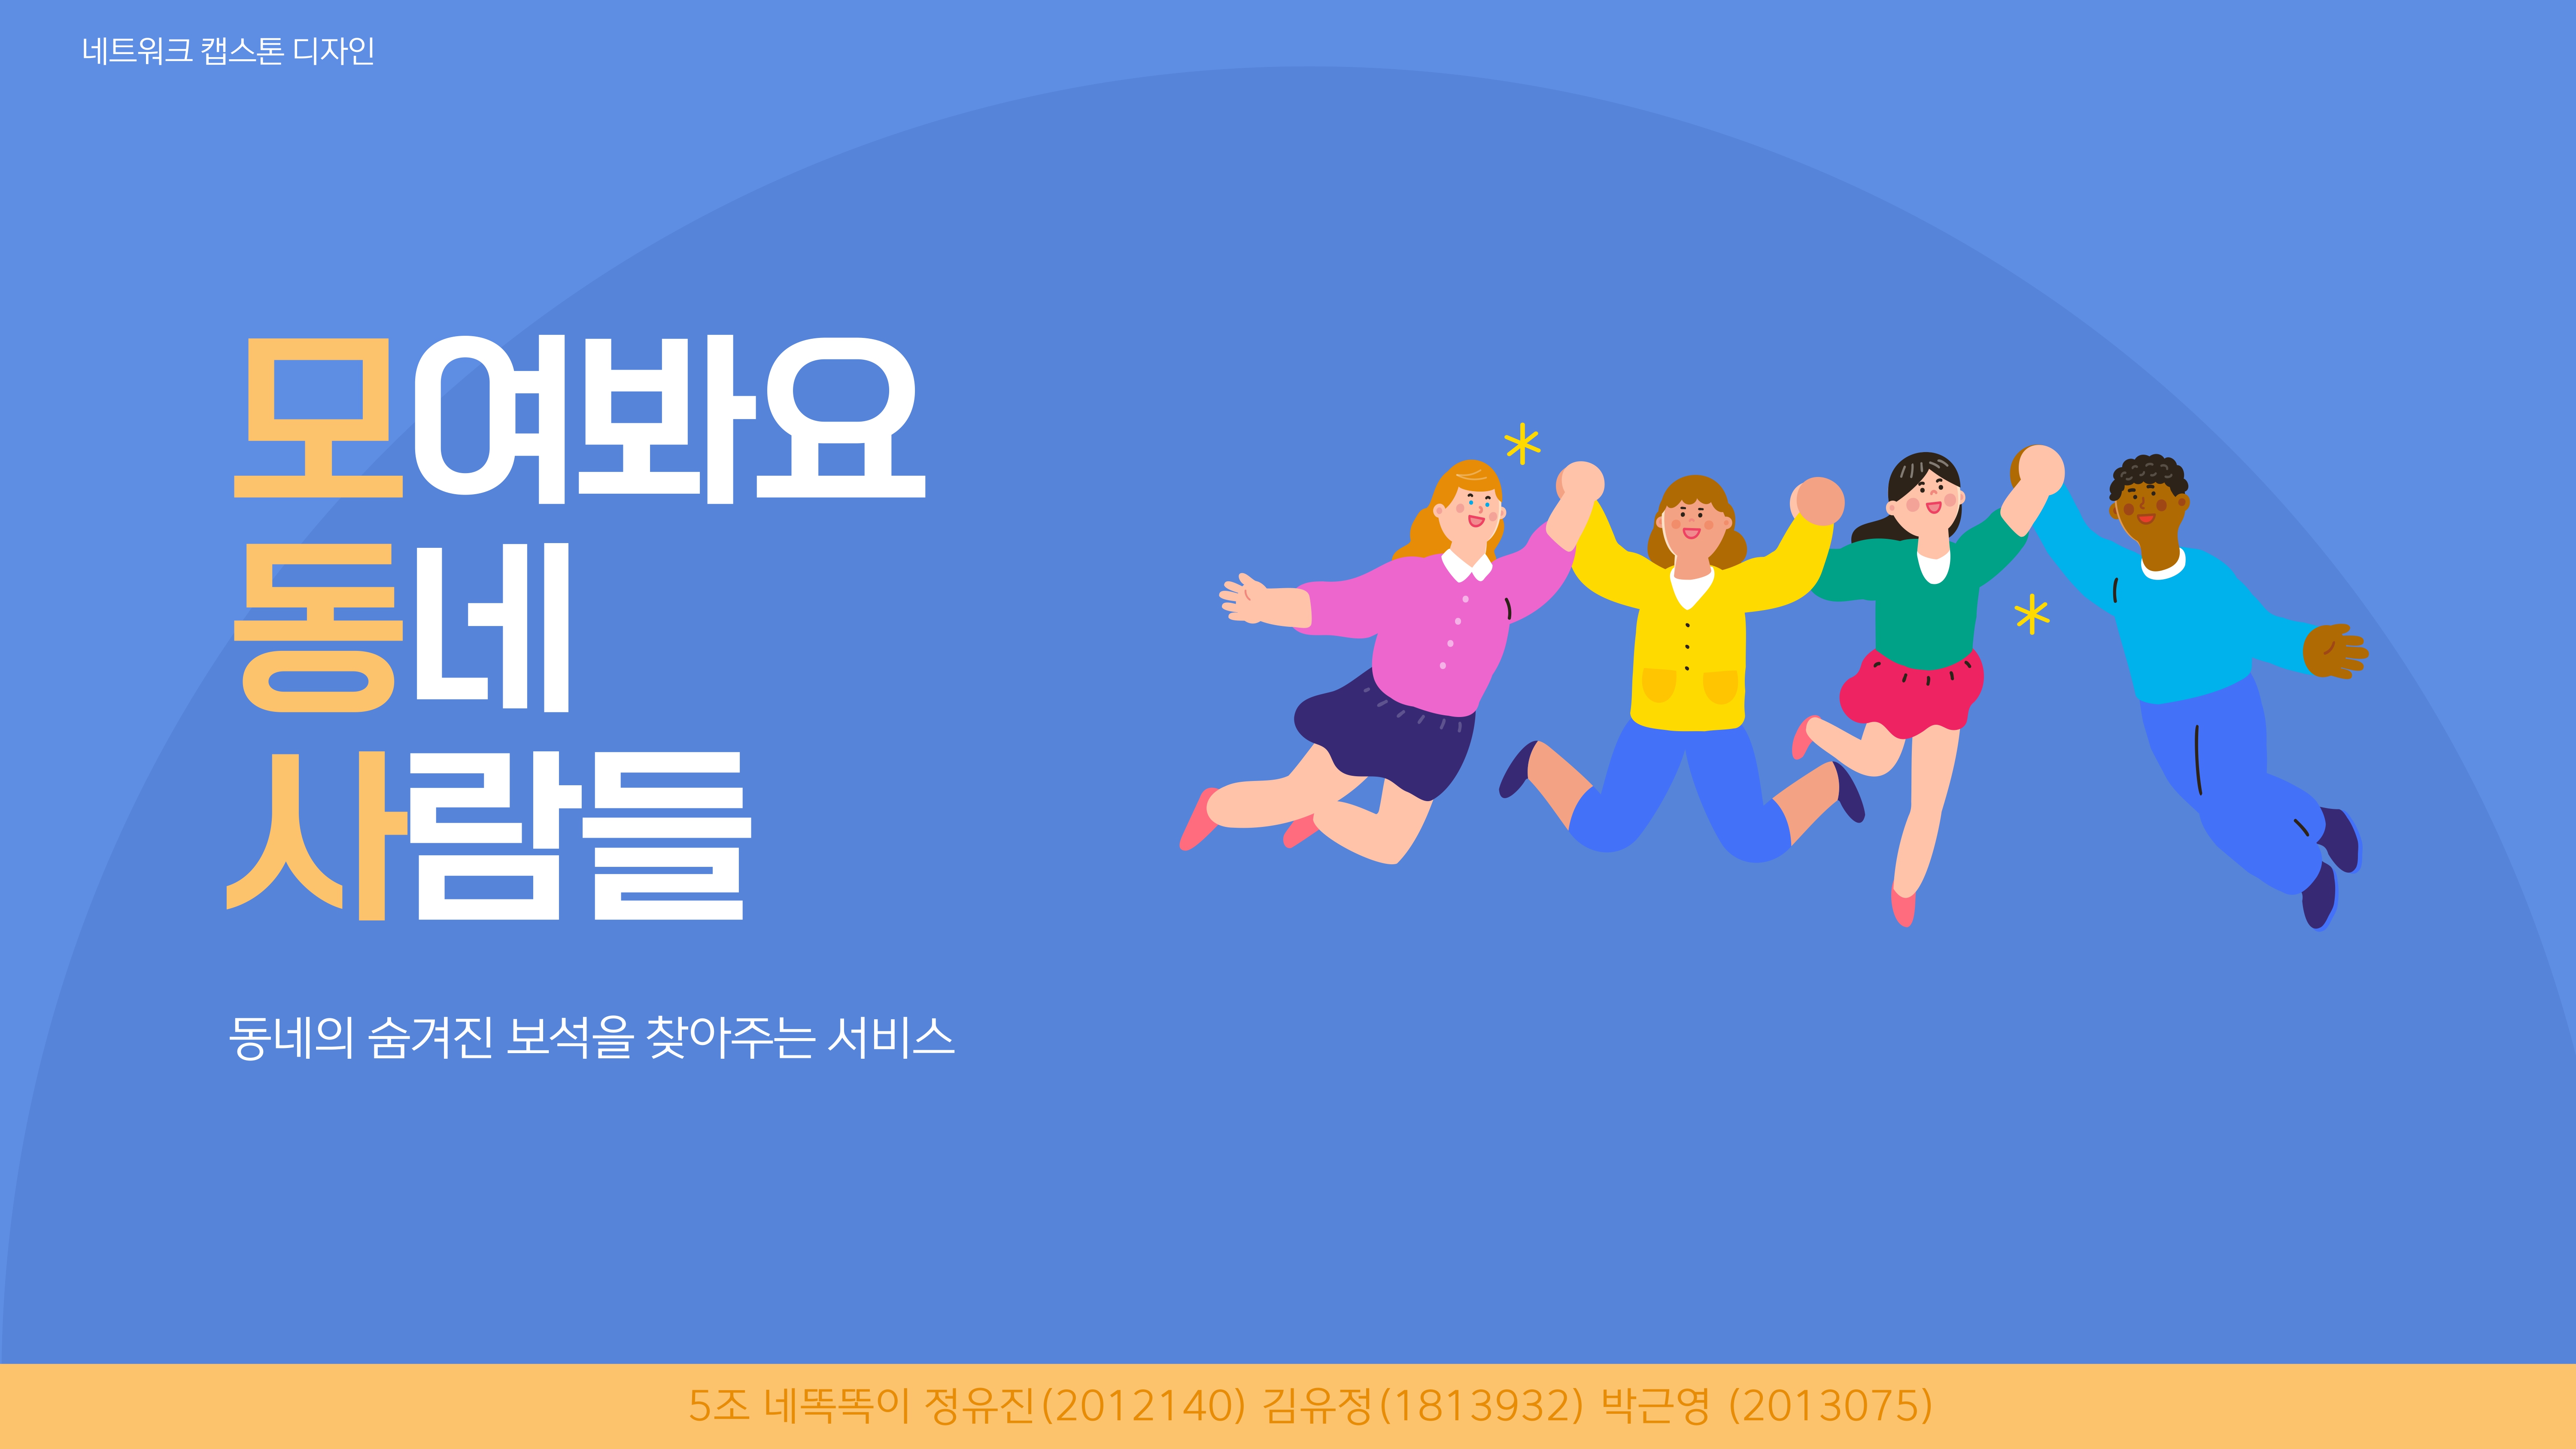 네트워크 캡스톤 디자인
모여봐요
동네
사람들
동네의 숨겨진 보석을 찾아주는 서비스
5조 네똑똑이 정유진(2012140) 김유정(1813932) 박근영 (2013075)